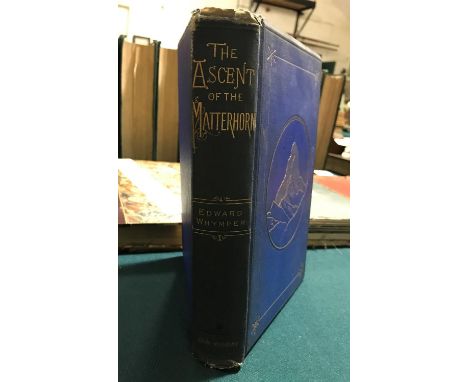 THE
ASCENT
OF THE
MATTERHORN
EDWARD
WHYMPER